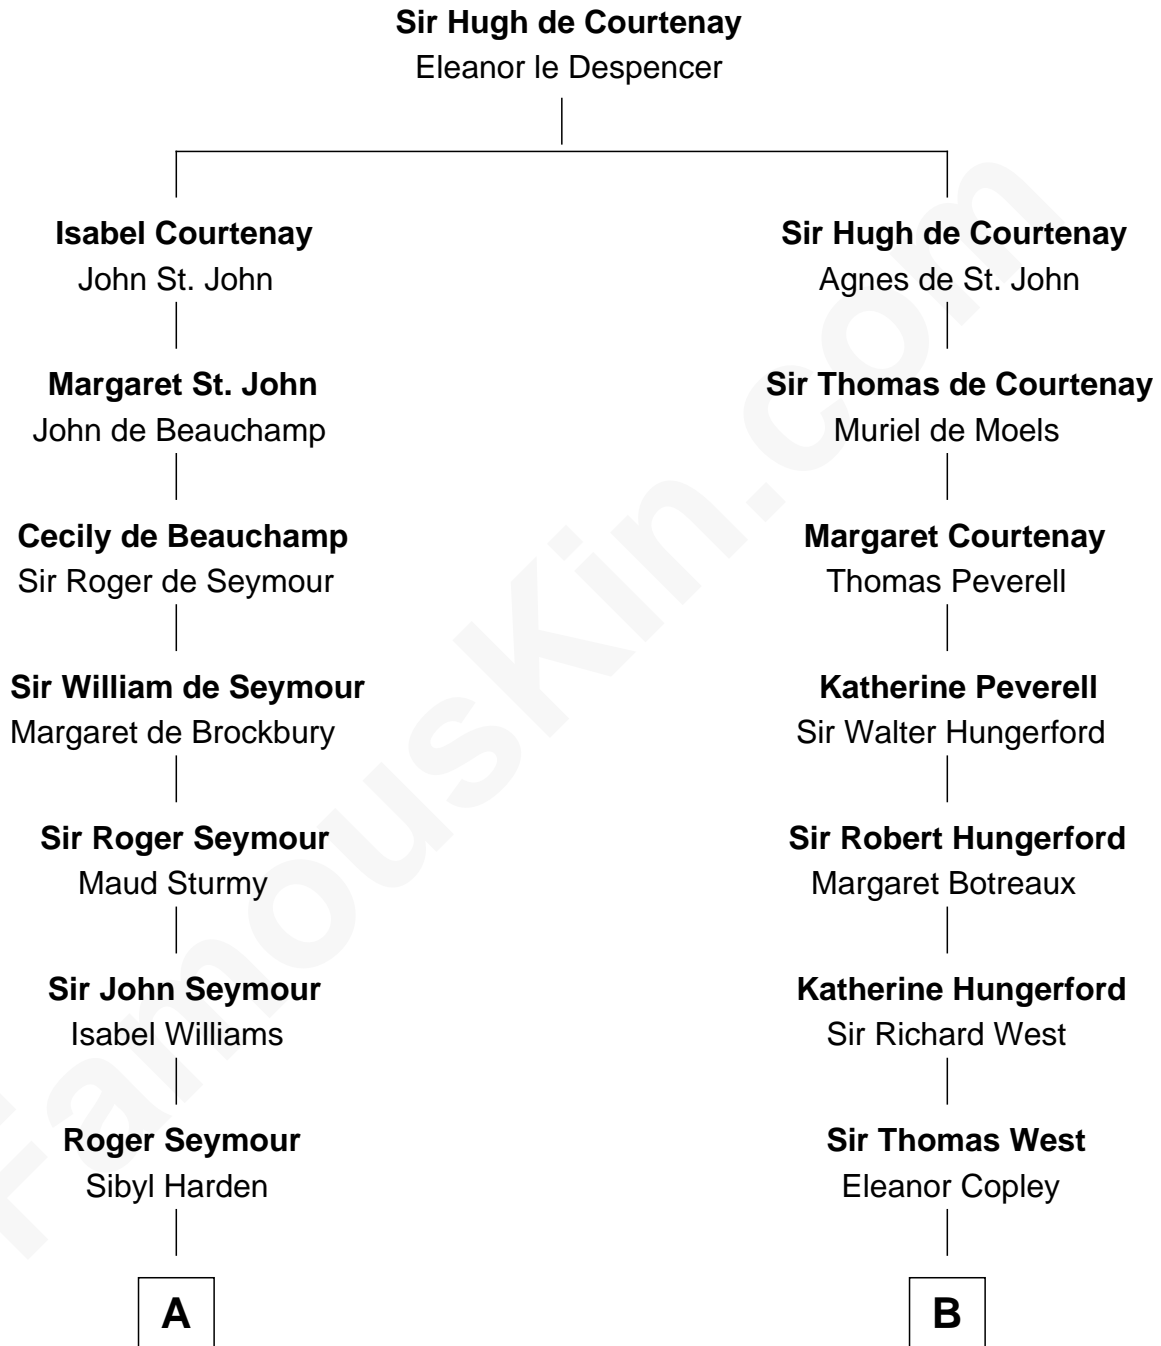 Sir Hugh de Courtenay
Eleanor le Despencer
Isabel Courtenay
John St. John
Sir Hugh de Courtenay
Agnes de St. John
Margaret St. John
John de Beauchamp
Sir Thomas de Courtenay
Muriel de Moels
Cecily de Beauchamp
Sir Roger de Seymour
Margaret Courtenay
Thomas Peverell
Sir William de Seymour
Margaret de Brockbury
Katherine Peverell
Sir Walter Hungerford
Sir Roger Seymour
Maud Sturmy
Sir Robert Hungerford
Margaret Botreaux
Sir John Seymour
Isabel Williams
Katherine Hungerford
Sir Richard West
Roger Seymour
Sibyl Harden
Sir Thomas West
Eleanor Copley
A
B
FamousKin.com